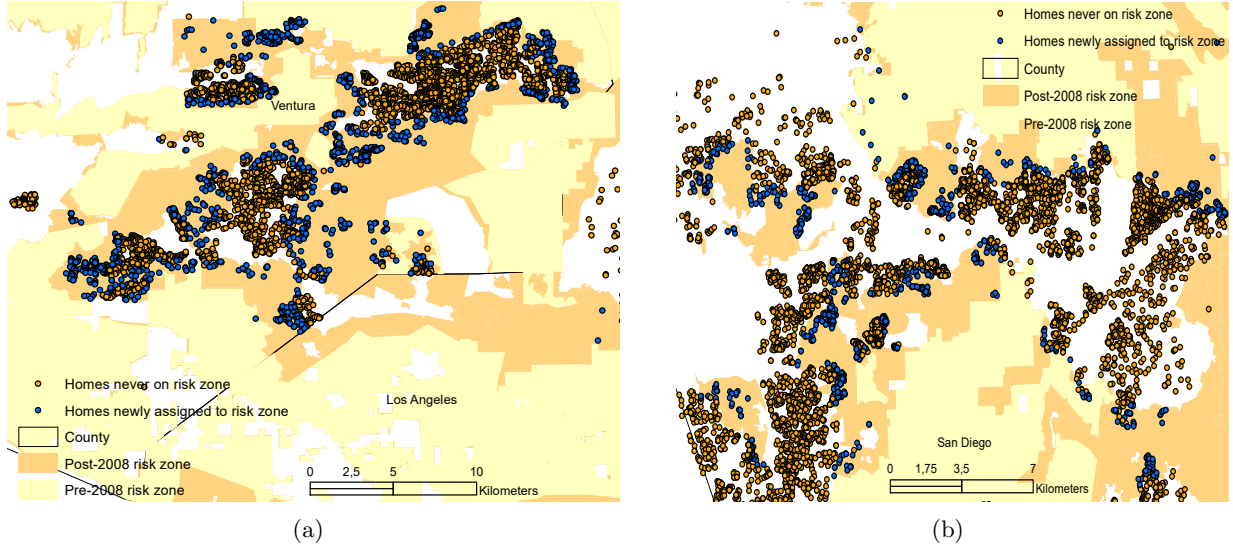 Ventura
Los Angeles
Homes never on risk zone
Homes newly assigned to risk zone
County
Post-2008 risk zone
Pre-2008 risk zone
0 2,5 5 10
Kilometers
(a)
Homes never on risk zone
Homes newly assigned to risk zone
County
Post-2008 risk zone
Pre-2008 risk zone
San Diego
0 1,75 3,5 7
Kilometers
(b)